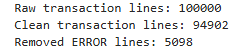 Raw transaction lines: 100000
Clean transaction lines: 94902
Removed ERROR lines: 5098